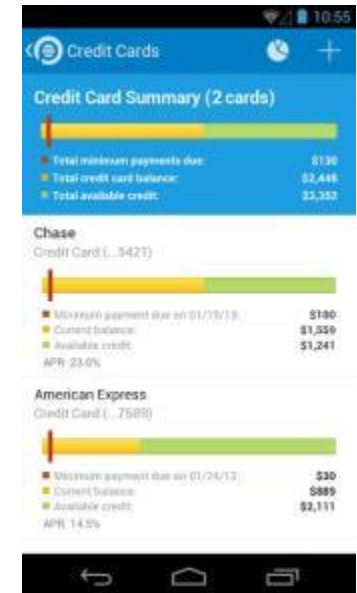 10:55
Credit Cards
Credit Card Summary (2 cards)
Total minimum payments due: $130
Total credit card balance: $2,448
Total available credit: $3,352
Chase
Credit Card (...5421)
Minimum payment due on 01/19/13: $100
Current balance: $1,559
Available credit: $1,241
APR: 23.0%
American Express
Credit Card (...7589)
Minimum payment due on 01/24/13: $30
Current balance: $889
Available credit: $2,111
APR: 14.5%